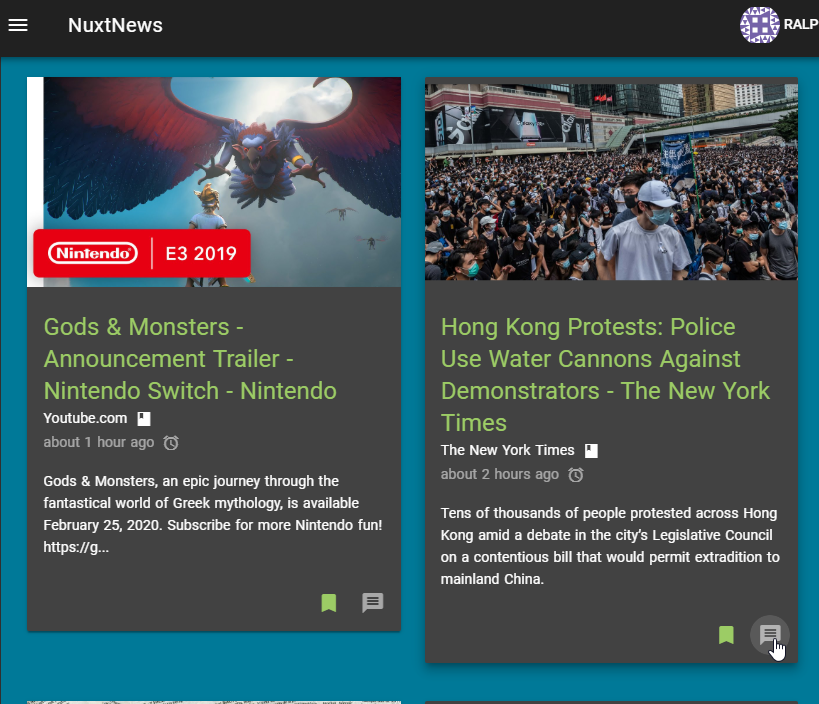 NuxtNews
RALP
Nintendo | E3 2019
Gods & Monsters -
Announcement Trailer -
Nintendo Switch - Nintendo
Youtube.com
about 1 hour ago
Gods & Monsters, an epic journey through the
fantastical world of Greek mythology, is available
February 25, 2020. Subscribe for more Nintendo fun!
https://g...
Hong Kong Protests: Police
Use Water Cannons Against
Demonstrators - The New York
Times
The New York Times
about 2 hours ago
Tens of thousands of people protested across Hong
Kong amid a debate in the city’s Legislative Council
on a contentious bill that would permit extradition to
mainland China.